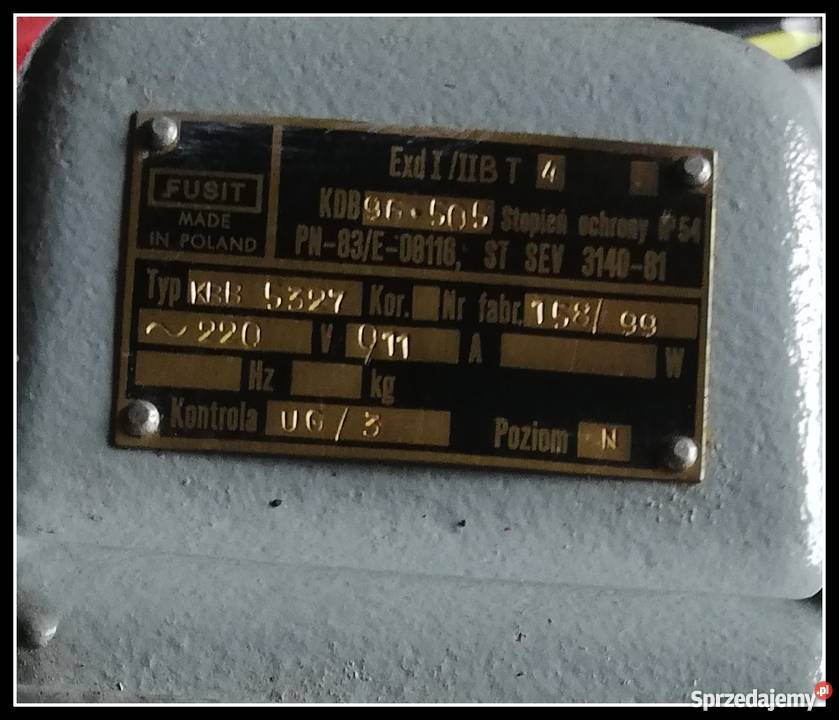 FUSIT
MADE
IN POLAND
Exd I/IIB T 4
KDB 96.505 Stopień ochrony IP 54
PN-83/E-08116, ST SEV 3140-81
Typ KBB 5327 Kor. Nr fabr. 158/99
~220 V 0,11 A W
Hz kg
Kontrola UG/3 Poziom N
Sprzedajemy.pl